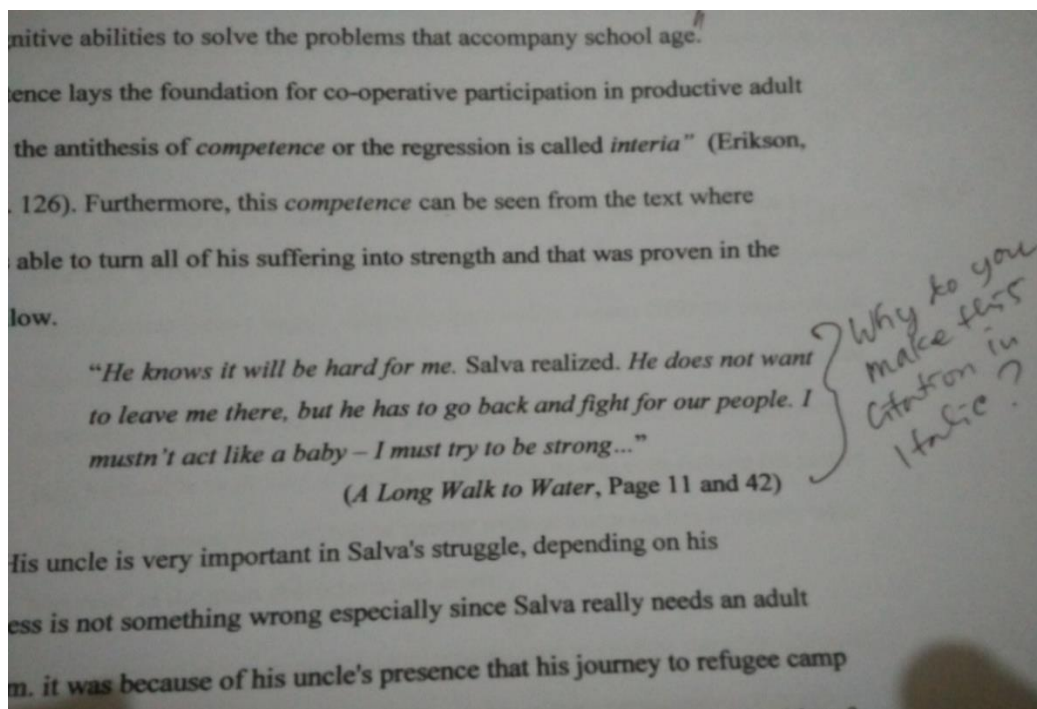 nitive abilities to solve the problems that accompany school age."
ence lays the foundation for co-operative participation in productive adult
the antithesis of competence or the regression is called interia” (Erikson,
. 126). Furthermore, this competence can be seen from the text where
able to turn all of his suffering into strength and that was proven in the
low.
“He knows it will be hard for me. Salva realized. He does not want
to leave me there, but he has to go back and fight for our people. I
mustn’t act like a baby – I must try to be strong...”
(A Long Walk to Water, Page 11 and 42)
Why to you
make this
Citation in
Italic?
His uncle is very important in Salva's struggle, depending on his
ess is not something wrong especially since Salva really needs an adult
m. it was because of his uncle's presence that his journey to refugee camp